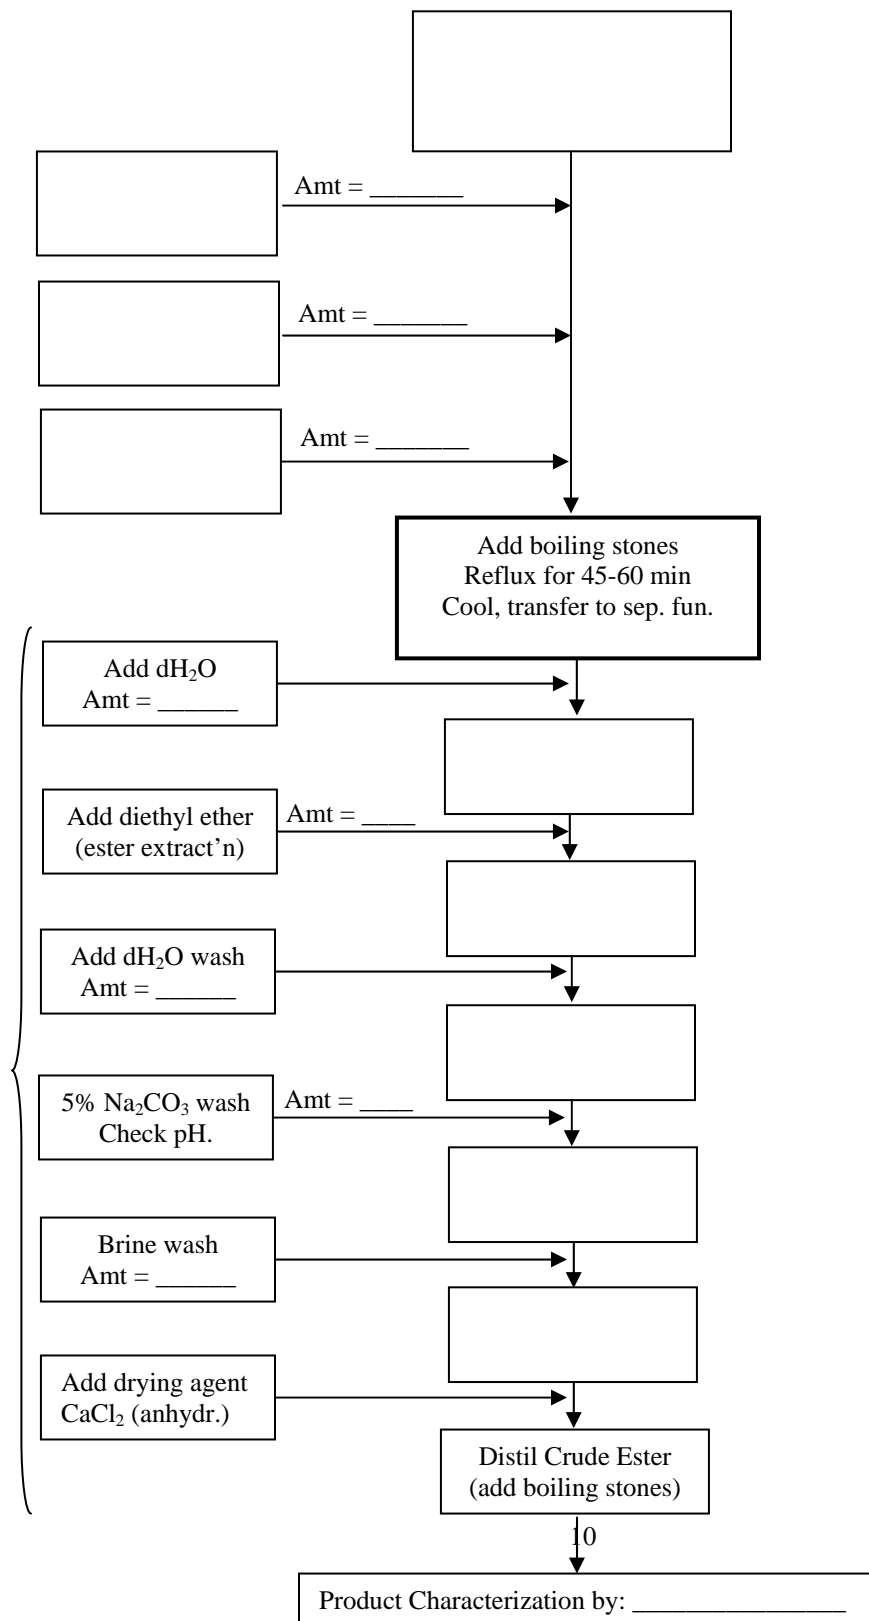 Amt = _______
Amt = _______
Amt = _______
Add boiling stones
Reflux for 45-60 min
Cool, transfer to sep. fun.
Add dH₂O
Amt = ______
Add diethyl ether
(ester extract’n)
Amt = ____
Add dH₂O wash
Amt = ______
5% Na₂CO₃ wash
Check pH.
Amt = ____
Brine wash
Amt = ______
Add drying agent
CaCl₂ (anhydr.)
Distil Crude Ester
(add boiling stones)
10
Product Characterization by: ________________